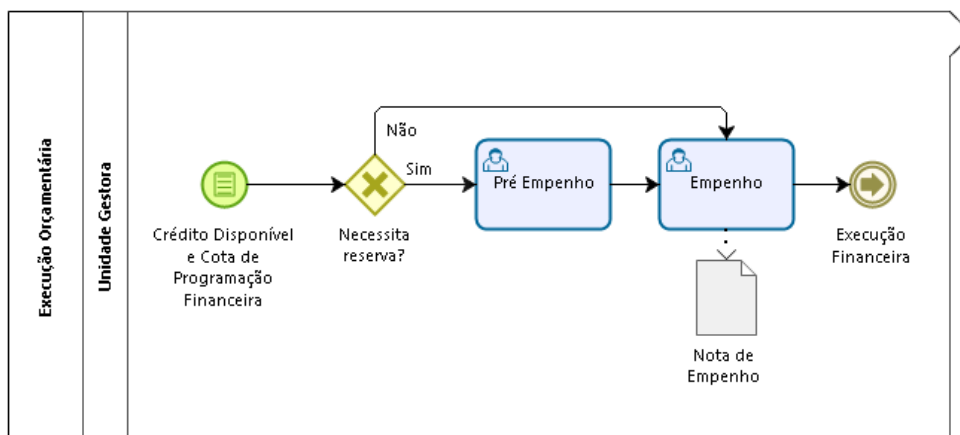 Execução Orçamentária
Unidade Gestora
Crédito Disponível
e Cota de
Programação
Financeira
Necessita
reserva?
Não
Sim
Pré Empenho
Empenho
Nota de
Empenho
Execução
Financeira